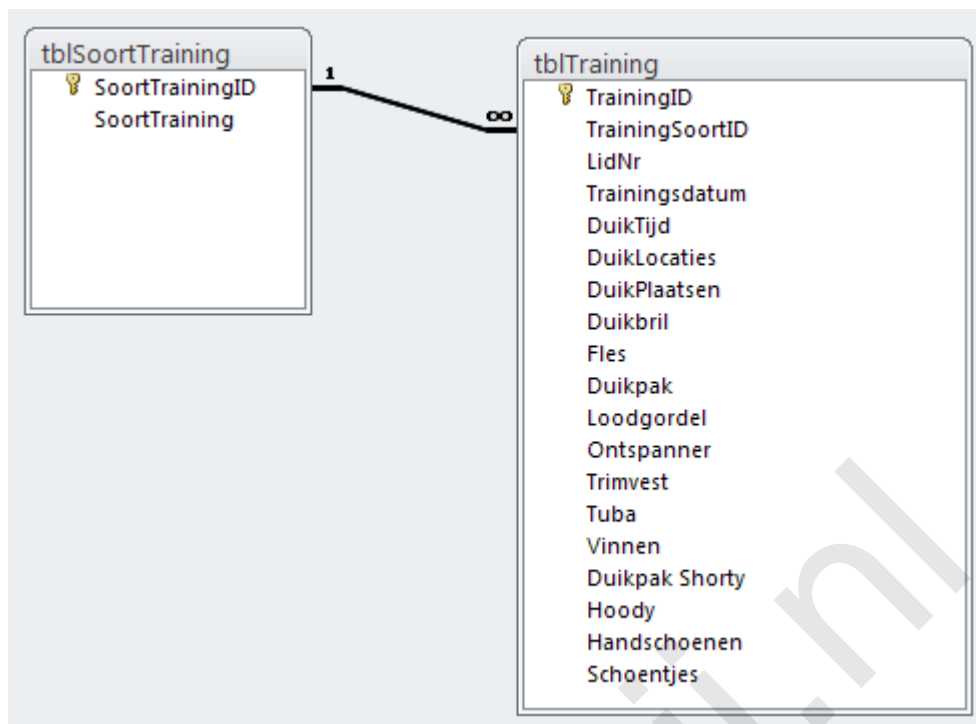 tblSoortTraining
SoortTrainingID
SoortTraining
1
∞
tblTraining
TrainingID
TrainingSoortID
LidNr
Trainingsdatum
DuikTijd
DuikLocaties
DuikPlaatsen
Duikbril
Fles
Duikpak
Loodgordel
Ontspanner
Trimvest
Tuba
Vinnen
Duikpak Shorty
Hoody
Handschoenen
Schoentjes